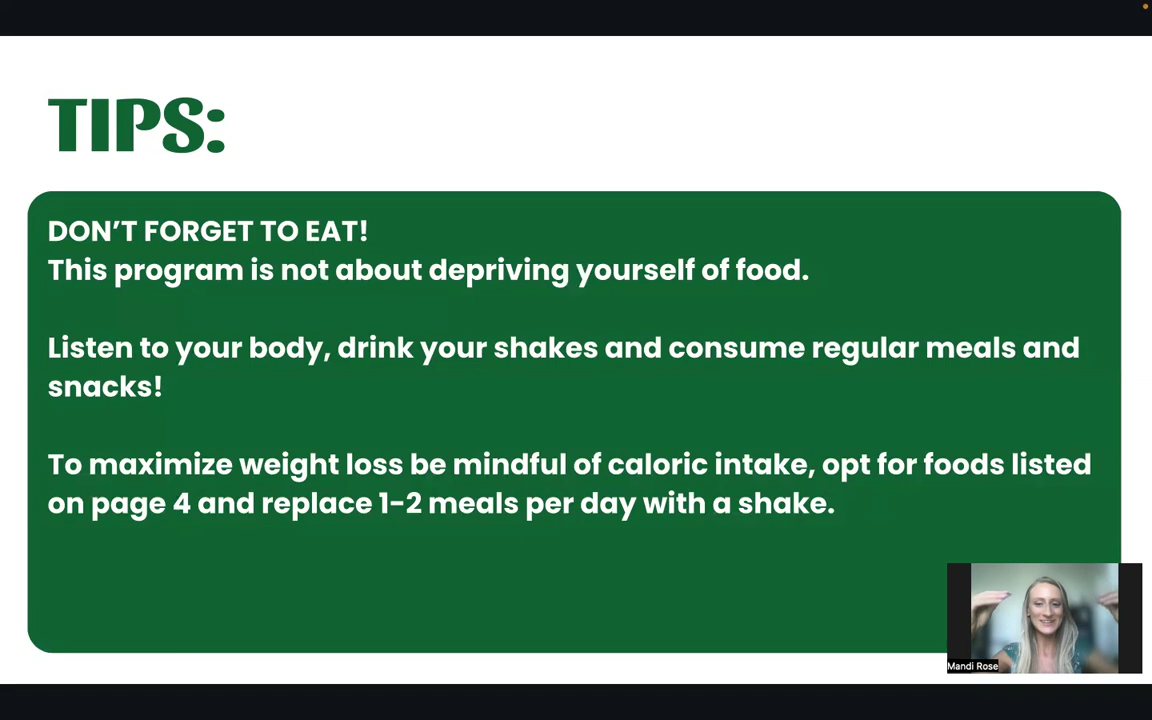 TIPS:
DON’T FORGET TO EAT!
This program is not about depriving yourself of food.
Listen to your body, drink your shakes and consume regular meals and
snacks!
To maximize weight loss be mindful of caloric intake, opt for foods listed
on page 4 and replace 1-2 meals per day with a shake.
Mandi Rose